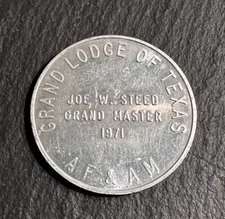 GRAND LODGE OF TEXAS
JOE W. STEED
GRAND MASTER
1971
AF & AM